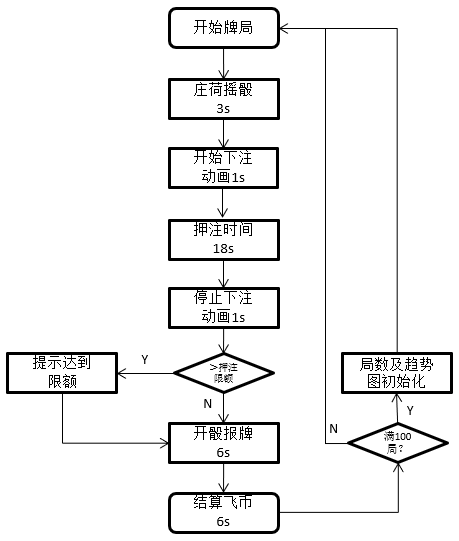 开始牌局
庄荷摇骰
3s
开始下注
动画1s
押注时间
18s
停止下注
动画1s
>押注
限额
Y
提示达到
限额
N
开骰报牌
6s
结算飞币
6s
满100
局？
N
Y
局数及趋势
图初始化